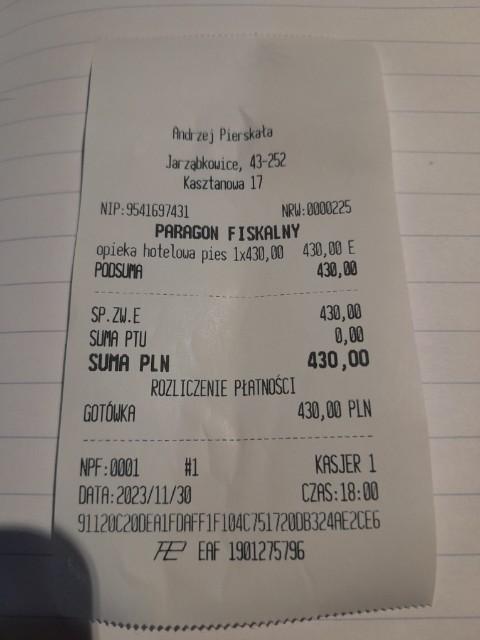 Andrzej Pierskała
Jarząbkowice, 43-252
Kasztanowa 17
NIP:9541697431 NRW:0000225
PARAGON FISKALNY
opieka hotelowa pies 1x430,00 430,00 E
PODSUMA 430,00
SP.ZW.E 430,00
SUMA PTU 0,00
SUMA PLN 430,00
ROZLICZENIE PŁATNOŚCI
GOTÓWKA 430,00 PLN
NPF:0001 #1 KASJER 1
DATA:2023/11/30 CZAS:18:00
91120C20DEA1FDAFF1F104C751720DB324AE2CE6
EAF 1901275796